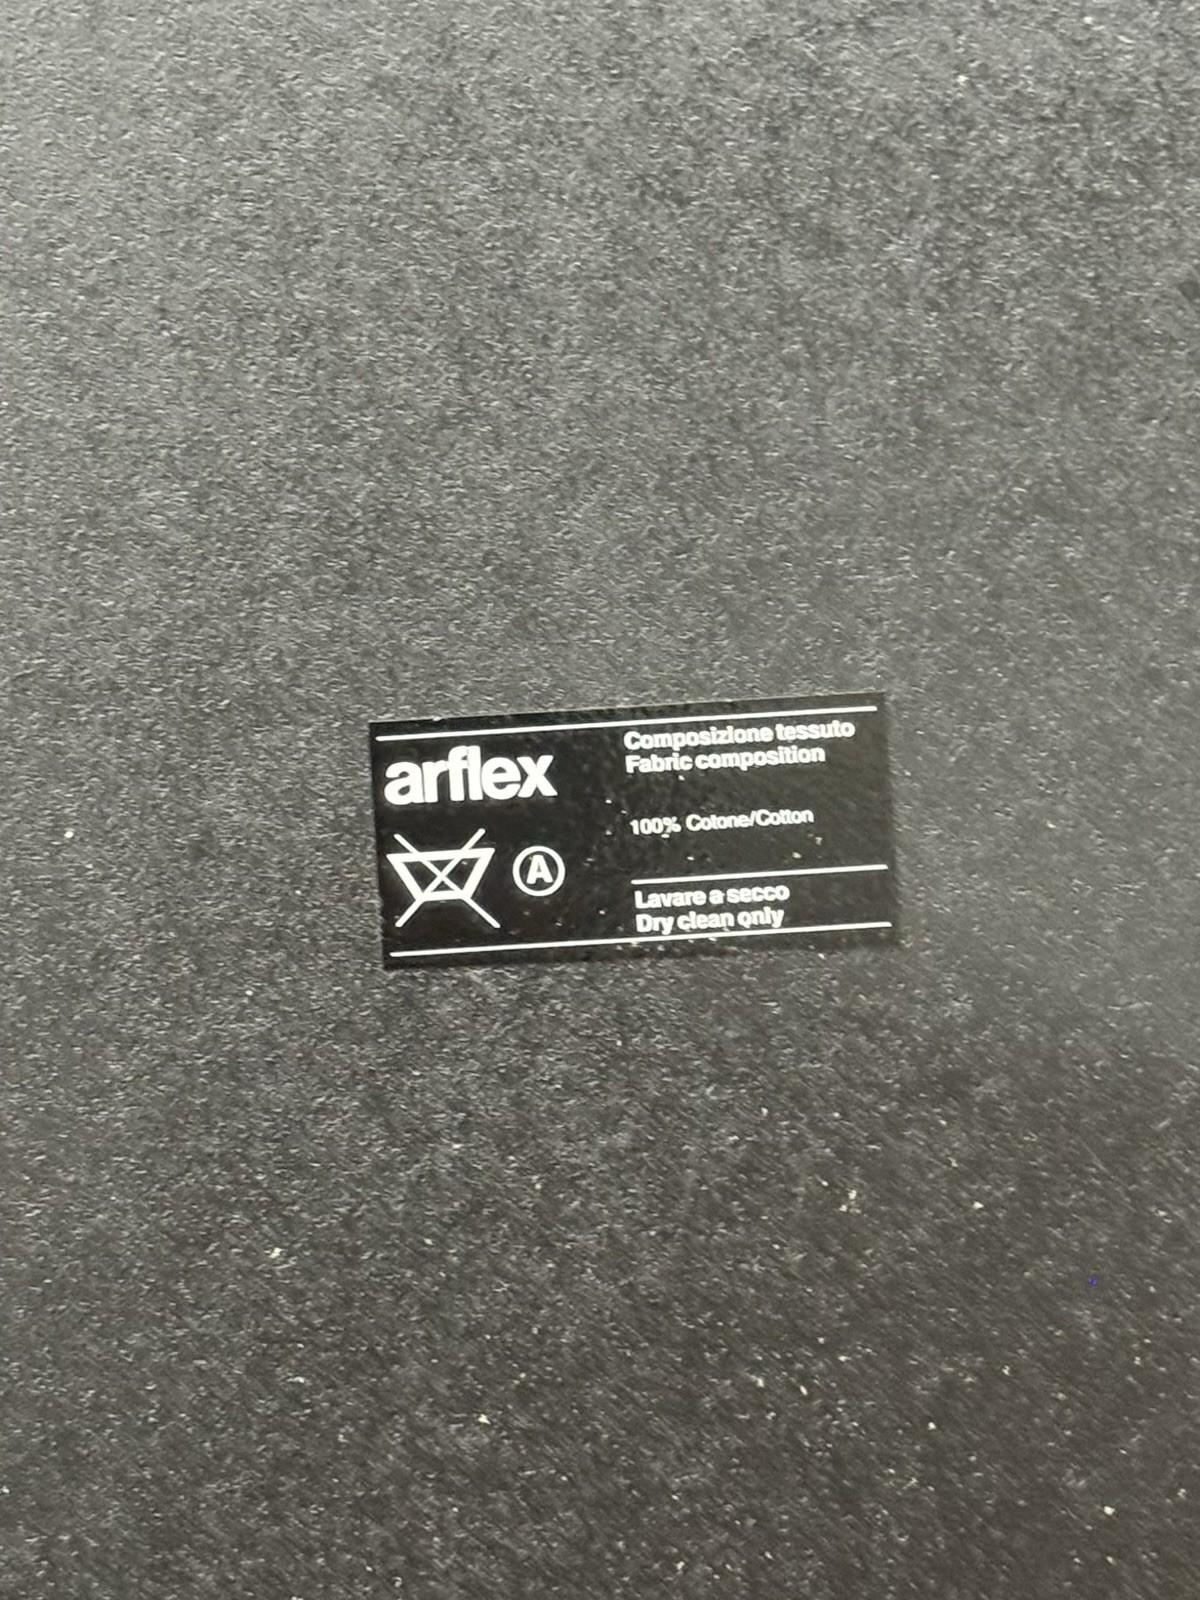 arflex
A
Composizione tessuto
Fabric composition
100% Cotone/Cotton
Lavare a secco
Dry clean only